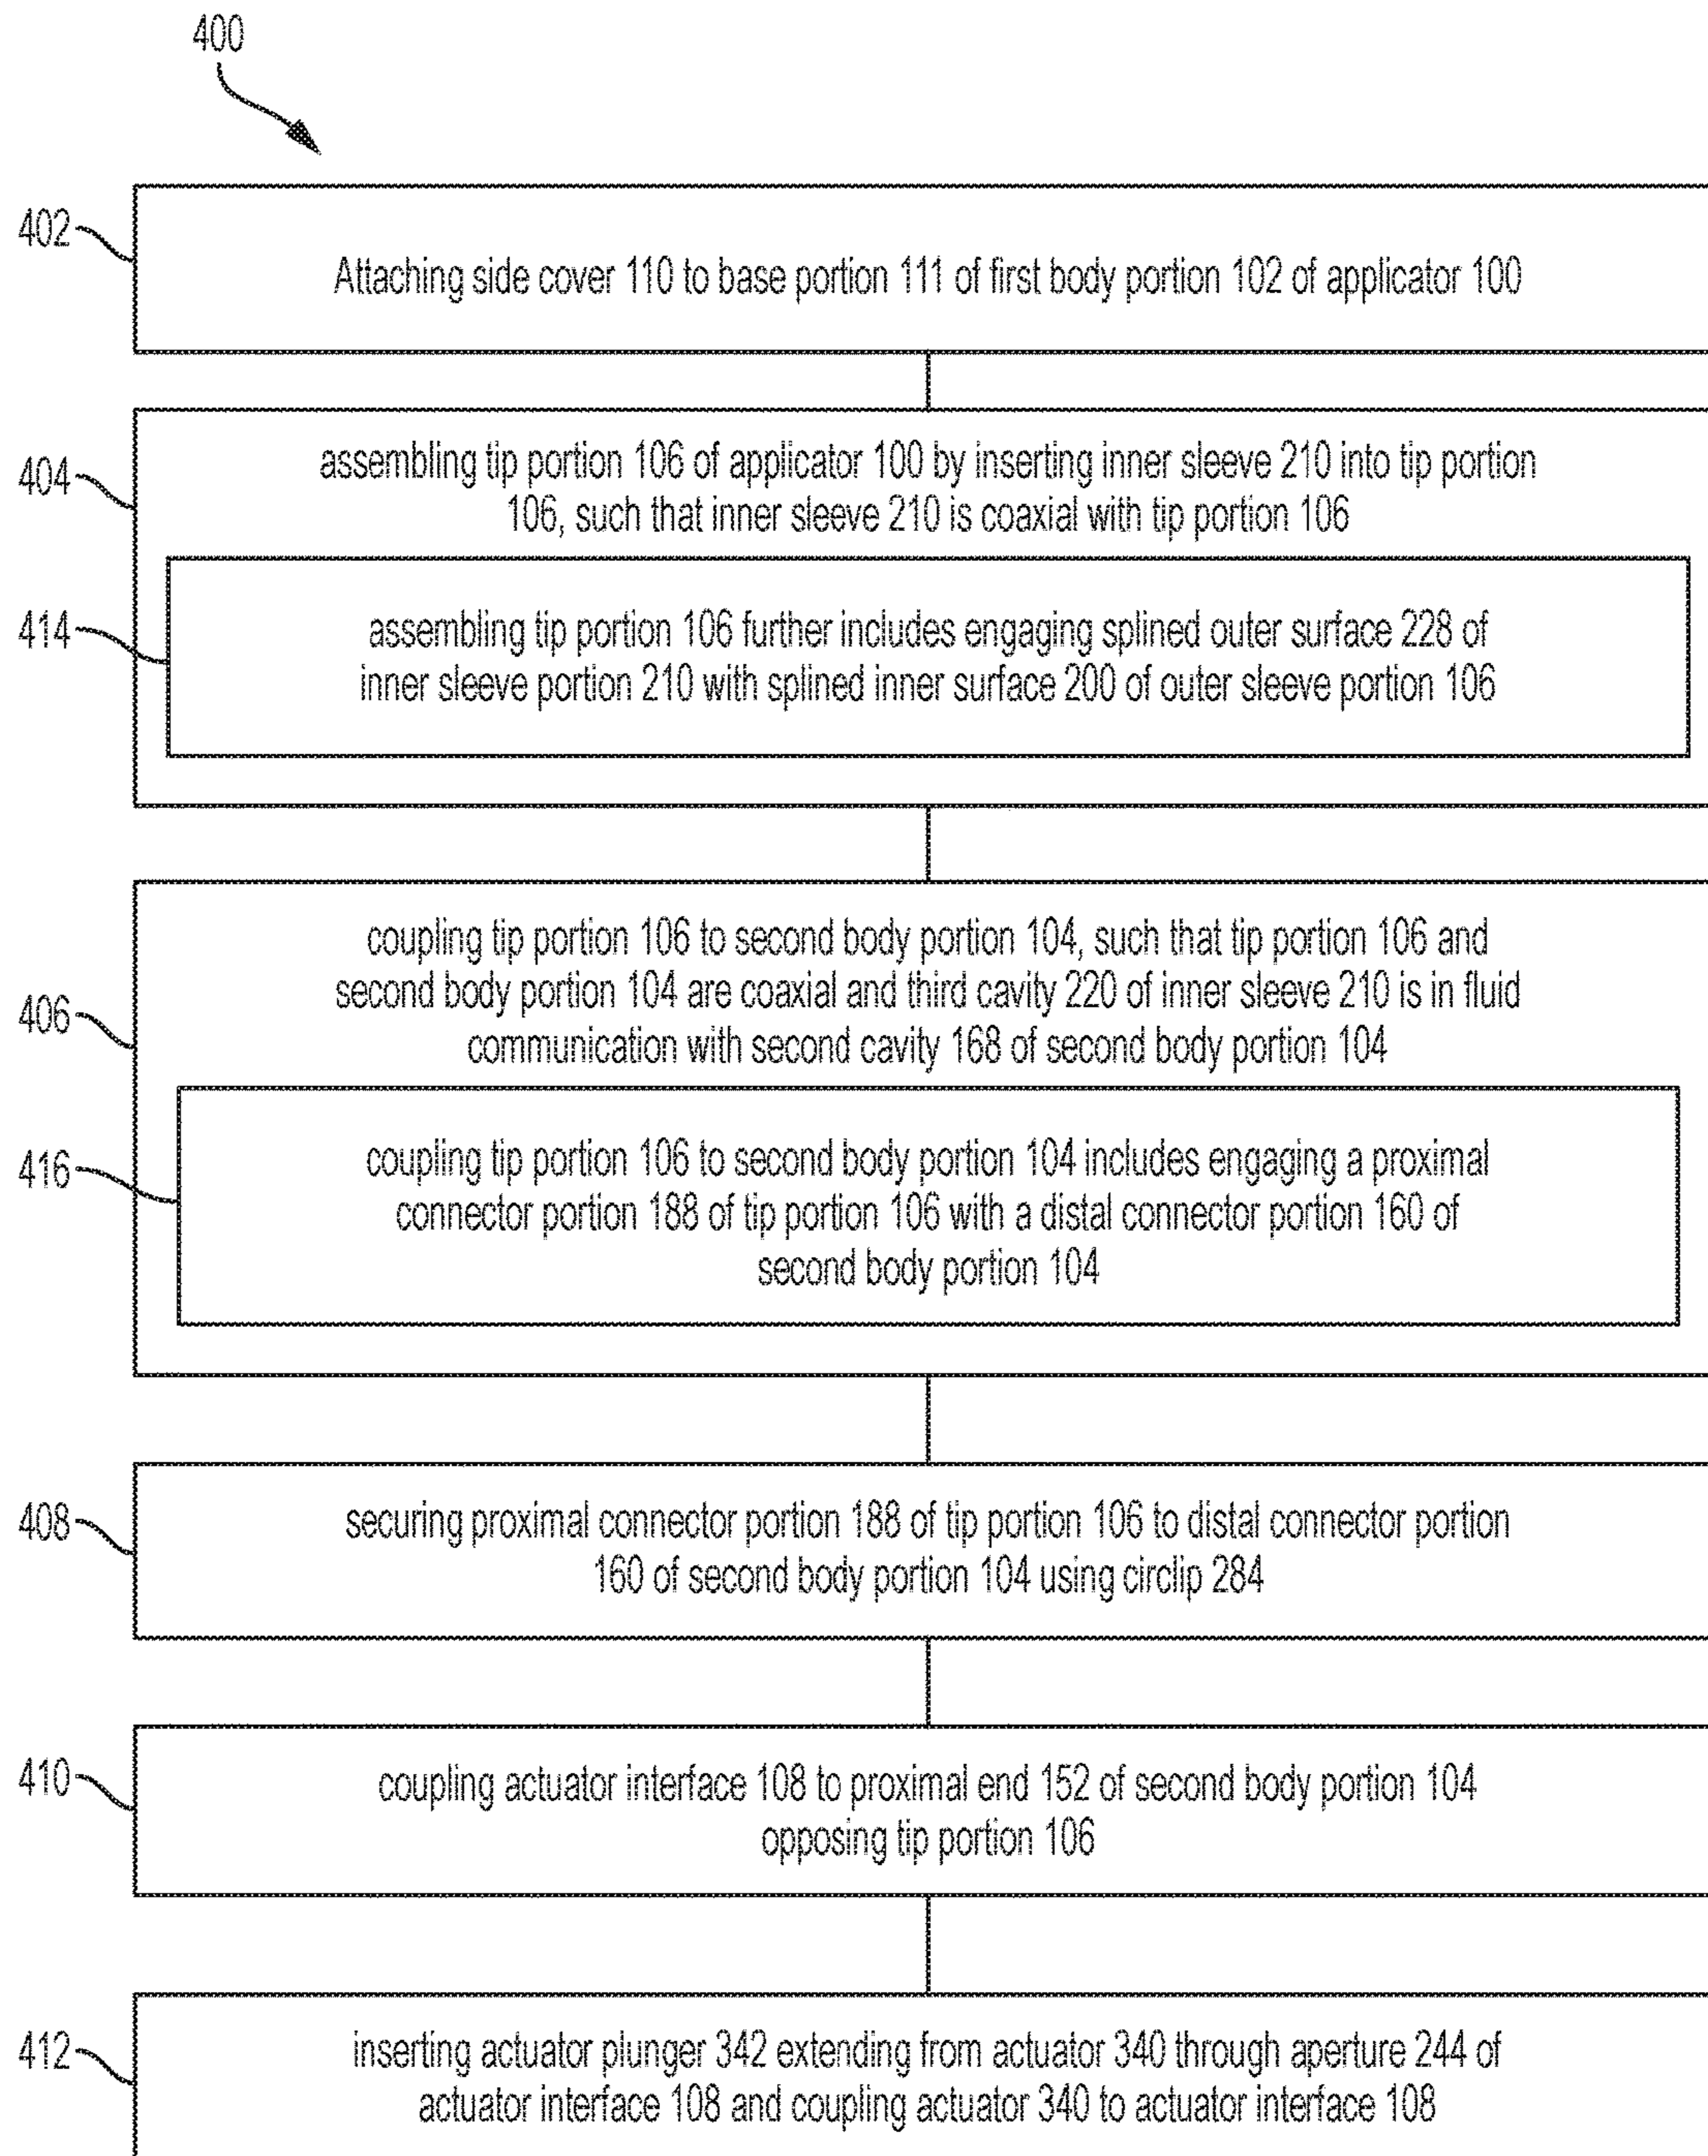 400
402
Attaching side cover 110 to base portion 111 of first body portion 102 of applicator 100
404
assembling tip portion 106 of applicator 100 by inserting inner sleeve 210 into tip portion
106, such that inner sleeve 210 is coaxial with tip portion 106
414
assembling tip portion 106 further includes engaging splined outer surface 228 of
inner sleeve portion 210 with splined inner surface 200 of outer sleeve portion 106
406
coupling tip portion 106 to second body portion 104, such that tip portion 106 and
second body portion 104 are coaxial and third cavity 220 of inner sleeve 210 is in fluid
communication with second cavity 168 of second body portion 104
416
coupling tip portion 106 to second body portion 104 includes engaging a proximal
connector portion 188 of tip portion 106 with a distal connector portion 160 of
second body portion 104
408
securing proximal connector portion 188 of tip portion 106 to distal connector portion
160 of second body portion 104 using circlip 284
410
coupling actuator interface 108 to proximal end 152 of second body portion 104
opposing tip portion 106
412
inserting actuator plunger 342 extending from actuator 340 through aperture 244 of
actuator interface 108 and coupling actuator 340 to actuator interface 108